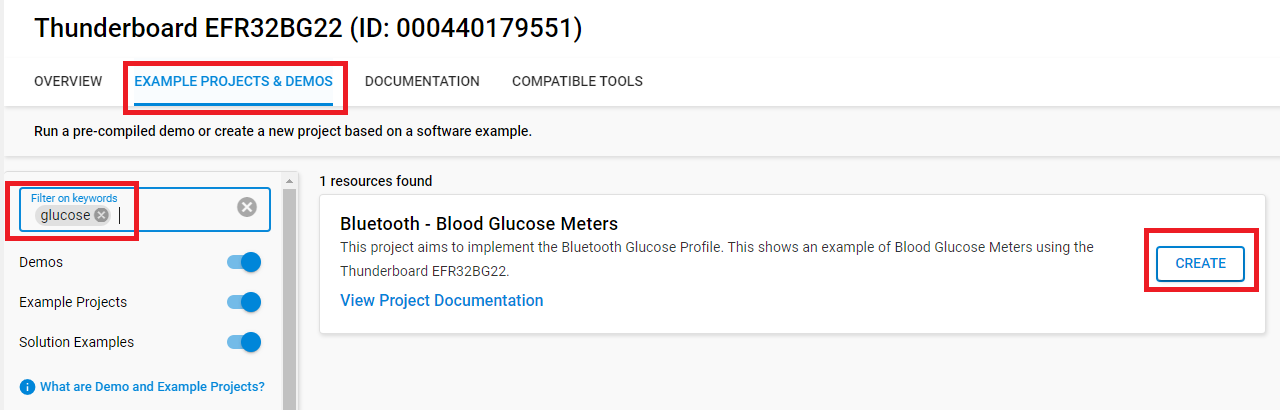 Thunderboard EFR32BG22 (ID: 000440179551)
OVERVIEW EXAMPLE PROJECTS & DEMOS DOCUMENTATION COMPATIBLE TOOLS
Run a pre-compiled demo or create a new project based on a software example.
Filter on keywords
glucose
Demos
Example Projects
Solution Examples
What are Demo and Example Projects?
1 resources found
Bluetooth - Blood Glucose Meters
This project aims to implement the Bluetooth Glucose Profile. This shows an example of Blood Glucose Meters using the
Thunderboard EFR32BG22.
View Project Documentation
CREATE